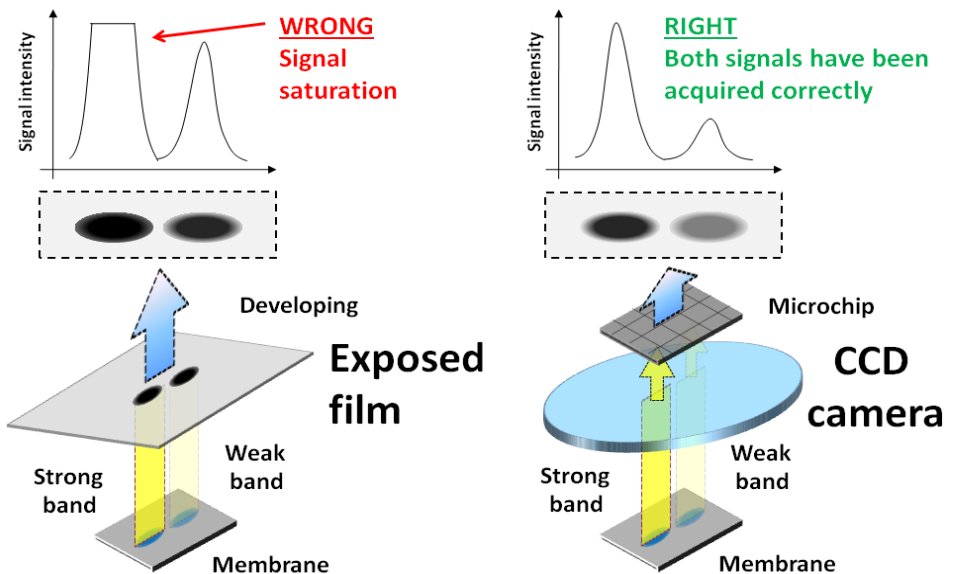 Signal intensity
WRONG
Signal
saturation
Developing
Exposed
film
Strong
band
Weak
band
Membrane
Signal intensity
RIGHT
Both signals have been
acquired correctly
Microchip
CCD
camera
Strong
band
Weak
band
Membrane